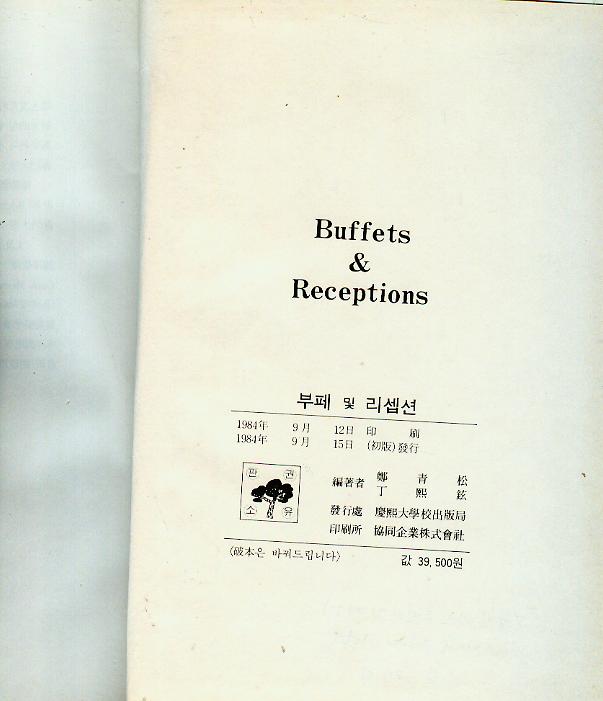 Buffets
&
Receptions
부페 및 리셉션
1984年 9月 12日 印刷
1984年 9月 15日 (初版)發行
판권
소유
編著者 鄭靑松
丁熙鉉
發行處 慶熙大學校出版局
印刷所 協同企業株式會社
〈破本은 바꿔드립니다〉 값 39,500원